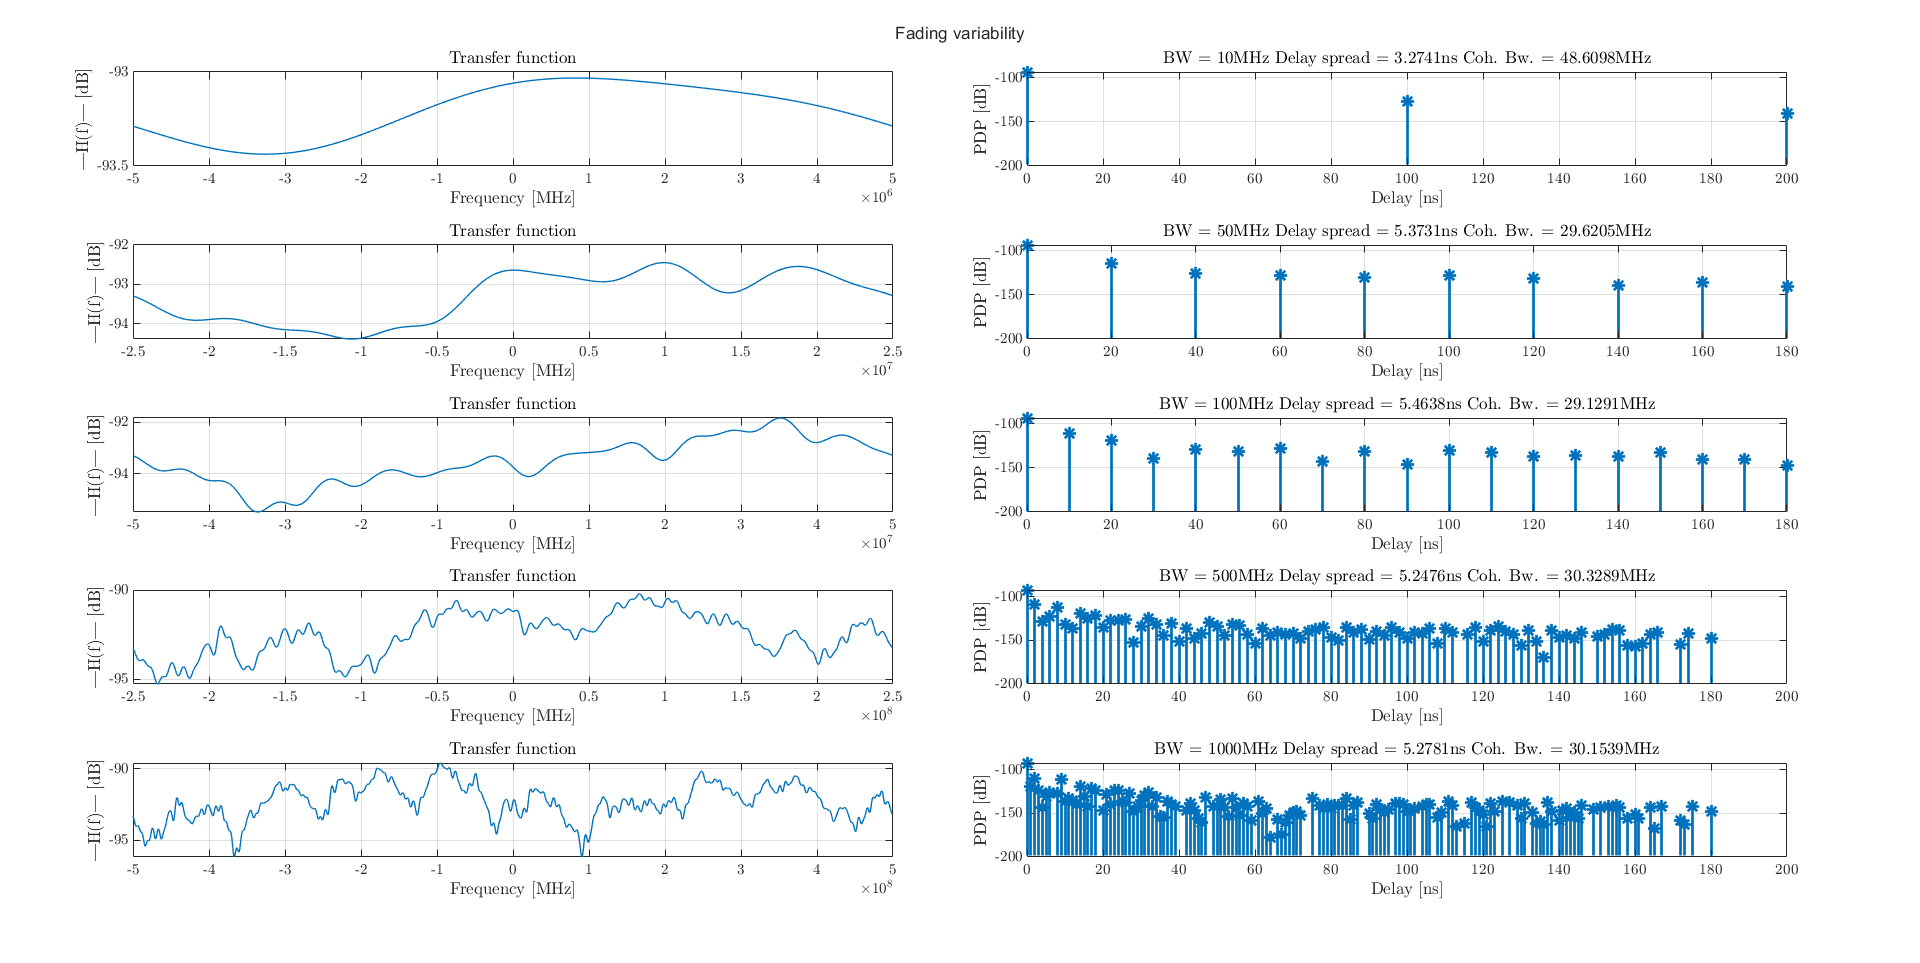 Fading variability
Transfer function
—H(f)— [dB]
-93
-93.5
-5 -4 -3 -2 -1 0 1 2 3 4 5
Frequency [MHz]
×10^6
BW = 10MHz Delay spread = 3.2741ns Coh. Bw. = 48.6098MHz
PDP [dB]
-100
-150
-200
0 20 40 60 80 100 120 140 160 180 200
Delay [ns]
Transfer function
—H(f)— [dB]
-92
-93
-94
-2.5 -2 -1.5 -1 -0.5 0 0.5 1 1.5 2 2.5
Frequency [MHz]
×10^7
BW = 50MHz Delay spread = 5.3731ns Coh. Bw. = 29.6205MHz
PDP [dB]
-100
-150
-200
0 20 40 60 80 100 120 140 160 180
Delay [ns]
Transfer function
—H(f)— [dB]
-92
-94
-5 -4 -3 -2 -1 0 1 2 3 4 5
Frequency [MHz]
×10^7
BW = 100MHz Delay spread = 5.4638ns Coh. Bw. = 29.1291MHz
PDP [dB]
-100
-150
-200
0 20 40 60 80 100 120 140 160 180
Delay [ns]
Transfer function
—H(f)— [dB]
-90
-95
-2.5 -2 -1.5 -1 -0.5 0 0.5 1 1.5 2 2.5
Frequency [MHz]
×10^8
BW = 500MHz Delay spread = 5.2476ns Coh. Bw. = 30.3289MHz
PDP [dB]
-100
-150
-200
0 20 40 60 80 100 120 140 160 180 200
Delay [ns]
Transfer function
—H(f)— [dB]
-90
-95
-5 -4 -3 -2 -1 0 1 2 3 4 5
Frequency [MHz]
×10^8
BW = 1000MHz Delay spread = 5.2781ns Coh. Bw. = 30.1539MHz
PDP [dB]
-100
-150
-200
0 20 40 60 80 100 120 140 160 180 200
Delay [ns]